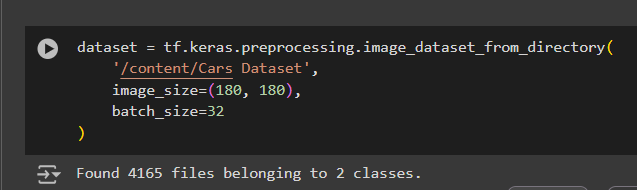 dataset = tf.keras.preprocessing.image_dataset_from_directory(
    '/content/Cars Dataset',
    image_size=(180, 180),
    batch_size=32
)
Found 4165 files belonging to 2 classes.